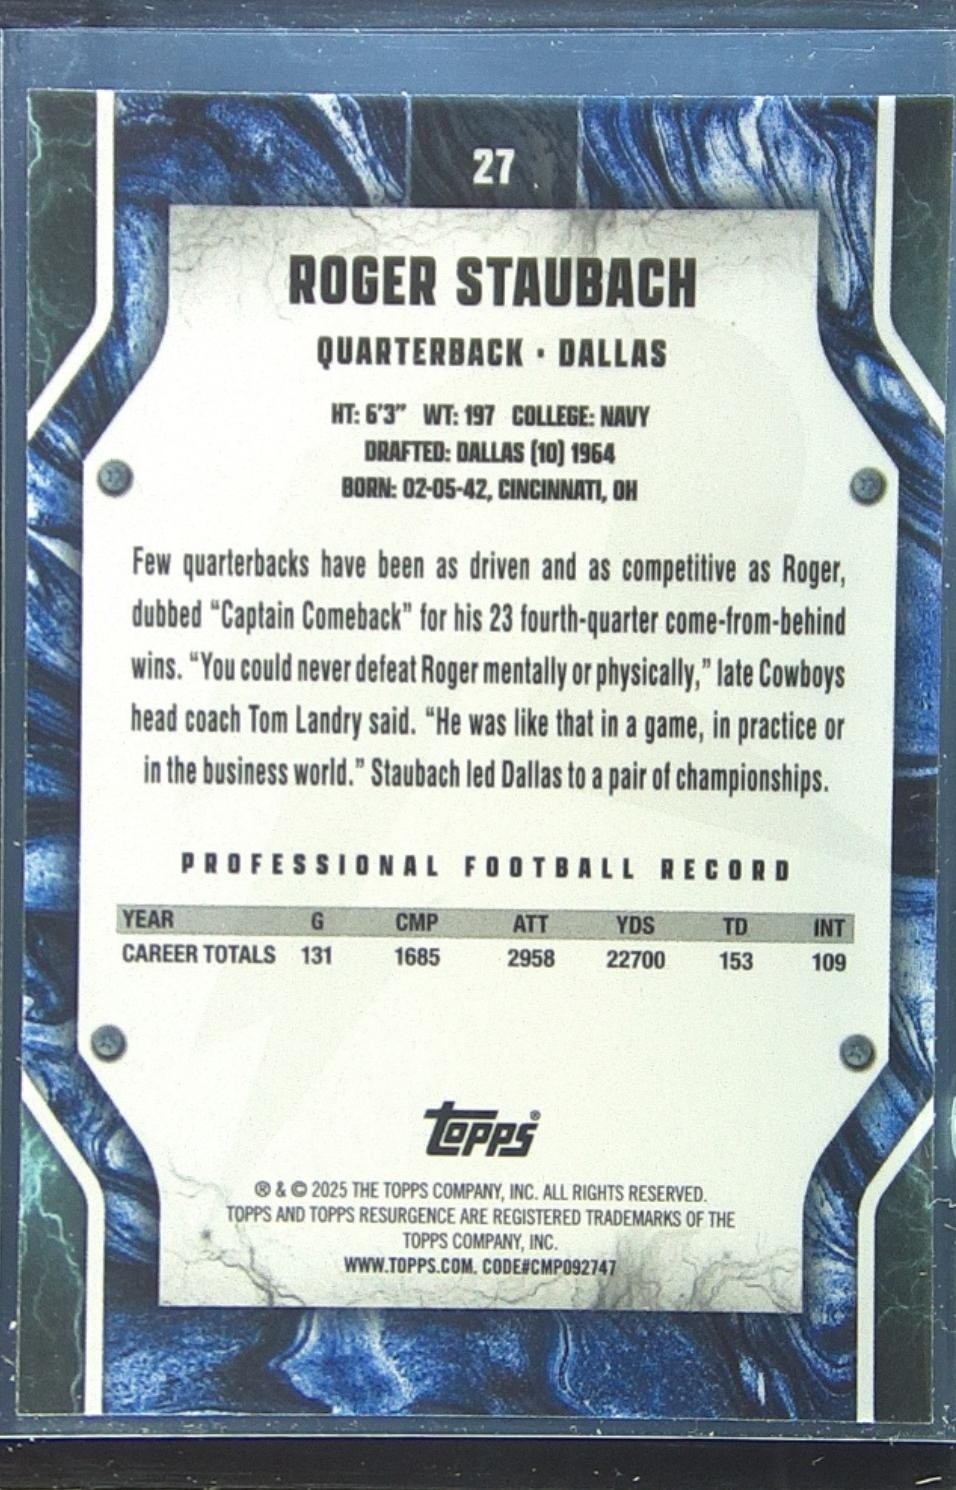 27
ROGER STAUBACH
QUARTERBACK · DALLAS
HT: 6'3" WT: 197 COLLEGE: NAVY
DRAFTED: DALLAS (10) 1964
BORN: 02-05-42, CINCINNATI, OH
Few quarterbacks have been as driven and as competitive as Roger,
dubbed “Captain Comeback” for his 23 fourth-quarter come-from-behind
wins. “You could never defeat Roger mentally or physically,” late Cowboys
head coach Tom Landry said. “He was like that in a game, in practice or
in the business world.” Staubach led Dallas to a pair of championships.
PROFESSIONAL FOOTBALL RECORD
YEAR G CMP ATT YDS TD INT
CAREER TOTALS 131 1685 2958 22700 153 109
topps®
® & © 2025 THE TOPPS COMPANY, INC. ALL RIGHTS RESERVED.
TOPPS AND TOPPS RESURGENCE ARE REGISTERED TRADEMARKS OF THE
TOPPS COMPANY, INC.
WWW.TOPPS.COM. CODE#CMP092747